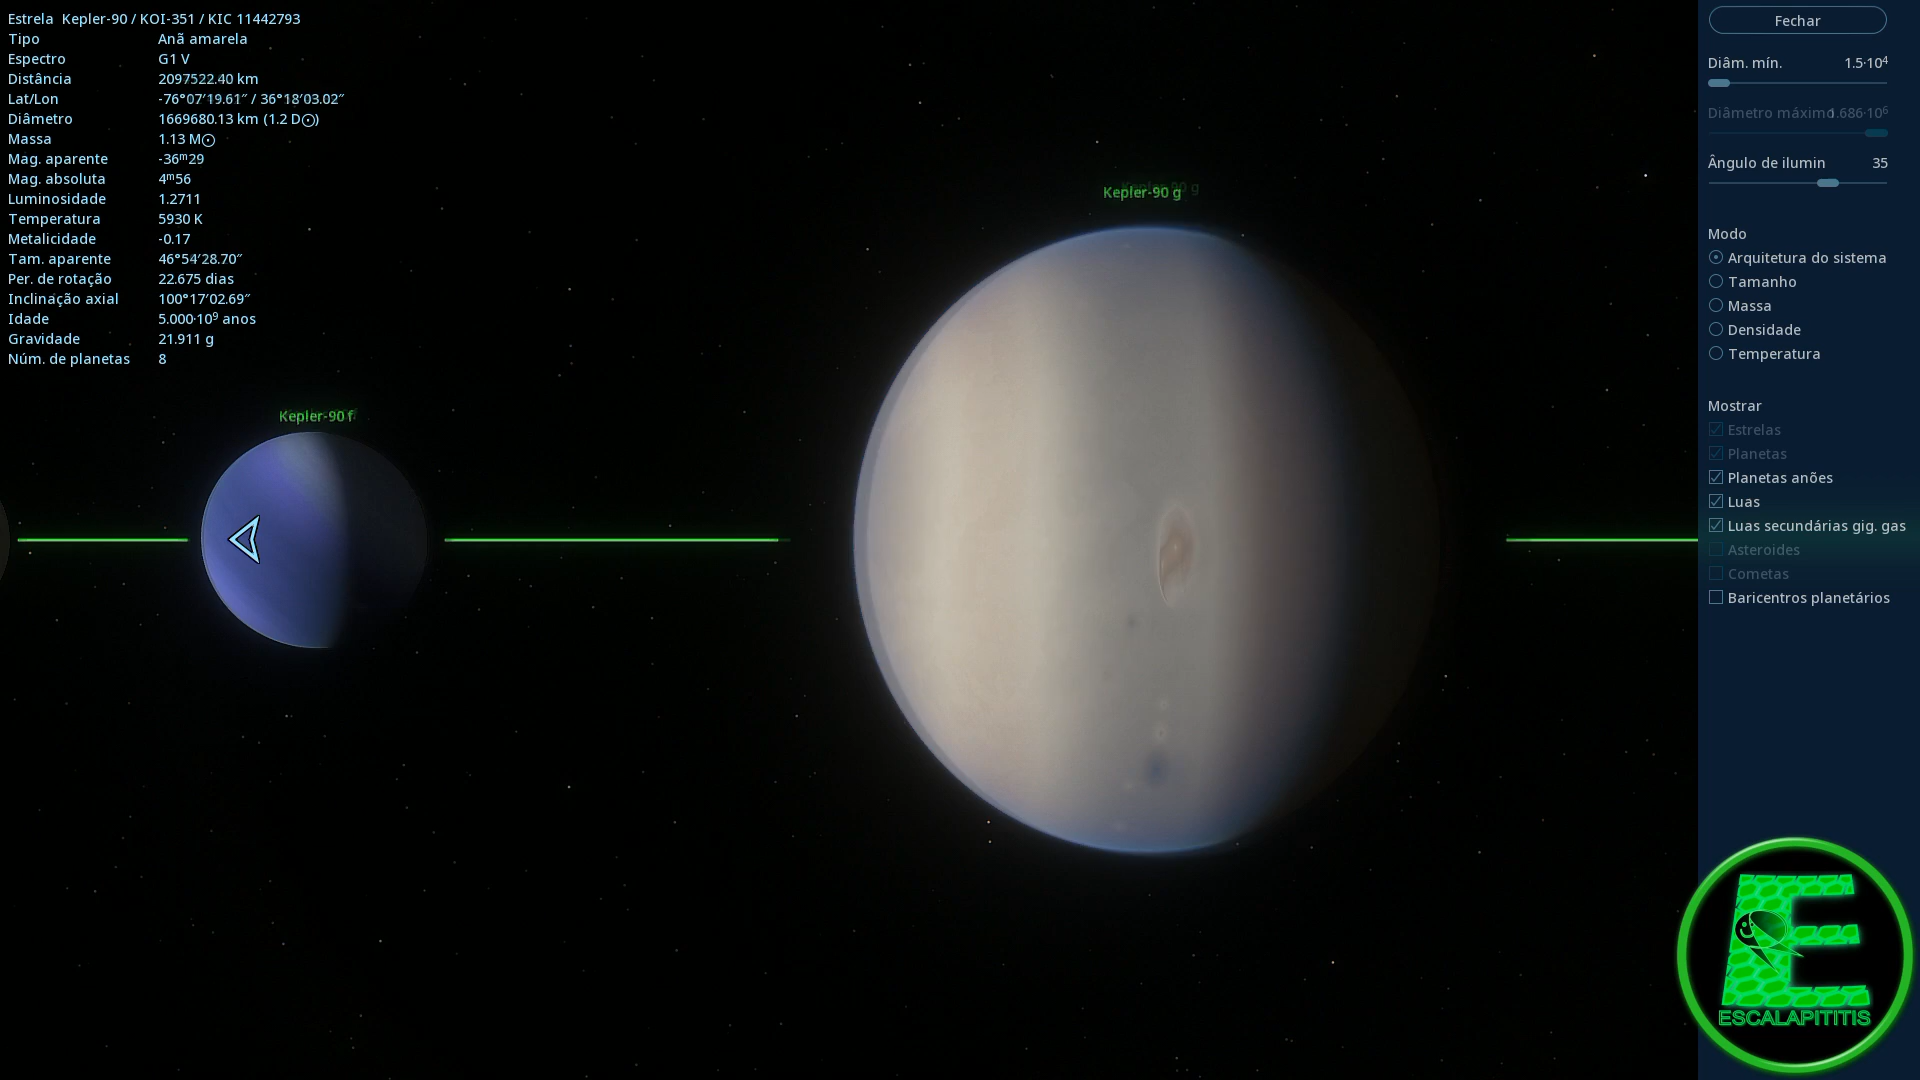 Estrela Kepler-90 / KOI-351 / KIC 11442793
Tipo Anã amarela
Espectro G1 V
Distância 2097522.40 km
Lat/Lon -76°07′19.61″ / 36°18′03.02″
Diâmetro 1669680.13 km (1.2 D☉)
Massa 1.13 M☉
Mag. aparente -36ᵐ29
Mag. absoluta 4ᵐ56
Luminosidade 1.2711
Temperatura 5930 K
Metalicidade -0.17
Tam. aparente 46°54′28.70″
Per. de rotação 22.675 dias
Inclinação axial 100°17′02.69″
Idade 5.000·10⁹ anos
Gravidade 21.911 g
Núm. de planetas 8
Kepler-90 f
Kepler-90 g
Fechar
Diâm. mín. 1.5·10⁴
Diâmetro máximo 1.686·10⁶
Ângulo de ilumin 35
Modo
Arquitetura do sistema
Tamanho
Massa
Densidade
Temperatura
Mostrar
Estrelas
Planetas
Planetas anões
Luas
Luas secundárias gig. gas
Asteroides
Cometas
Baricentros planetários
E
ESCALAPITITIS